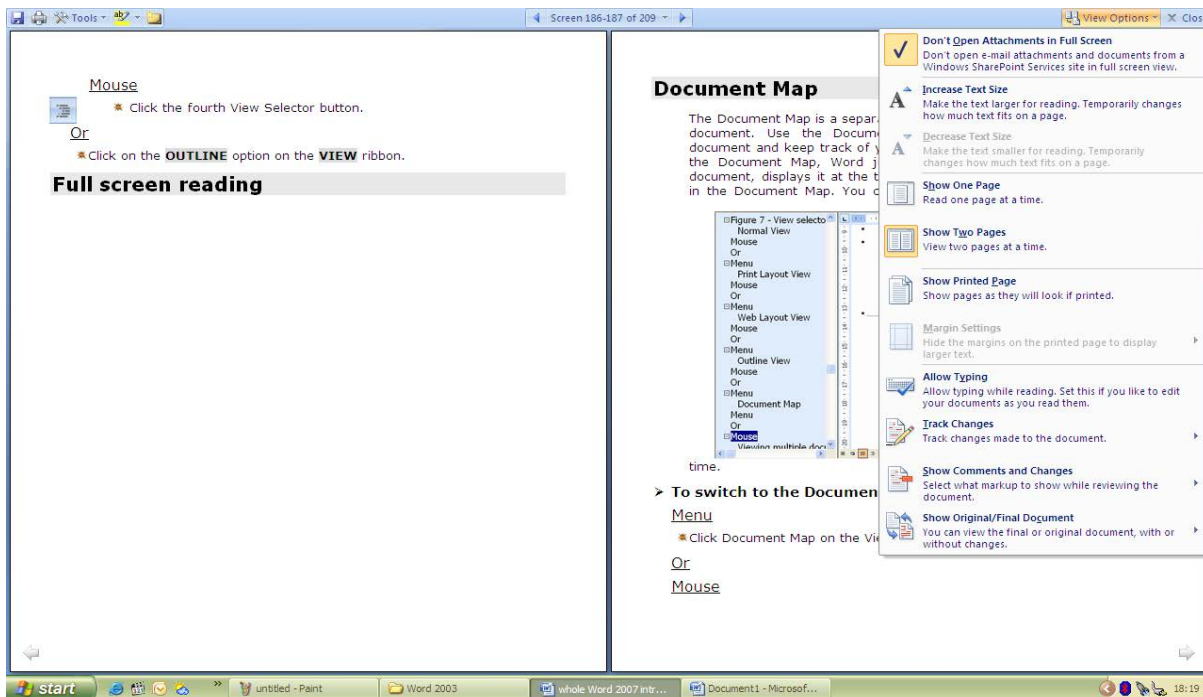 Tools
Screen 186-187 of 209
View Options
Clos
Mouse
Click the fourth View Selector button.
Or
Click on the OUTLINE option on the VIEW ribbon.
Full screen reading
Document Map
The Document Map is a separ
document. Use the Docum
document and keep track of
the Document Map, Word j
document, displays it at the t
in the Document Map. You c
Figure 7 - View selecto
Normal View
Mouse
Or
Menu
Print Layout View
Mouse
Or
Menu
Web Layout View
Mouse
Or
Menu
Outline View
Mouse
Or
Menu
Document Map
Menu
Or
Mouse
Viewing multiple
time.
To switch to the Documen
Menu
Click Document Map on the Vi
Or
Mouse
Don't Open Attachments in Full Screen
Don't open e-mail attachments and documents from a
Windows SharePoint Services site in full screen view.
Increase Text Size
Make the text larger for reading. Temporarily changes
how much text fits on a page.
Decrease Text Size
Make the text smaller for reading. Temporarily
changes how much text fits on a page.
Show One Page
Read one page at a time.
Show Two Pages
View two pages at a time.
Show Printed Page
Show pages as they will look if printed.
Margin Settings
Hide the margins on the printed page to display
larger text.
Allow Typing
Allow typing while reading. Set this if you like to edit
your documents as you read them.
Track Changes
Track changes made to the document.
Show Comments and Changes
Select what markup to show while reviewing the
document.
Show Original/Final Document
You can view the final or original document, with or
without changes.
start
untitled - Paint
Word 2003
whole Word 2007 intr...
Document1 - Microsof...
18:19